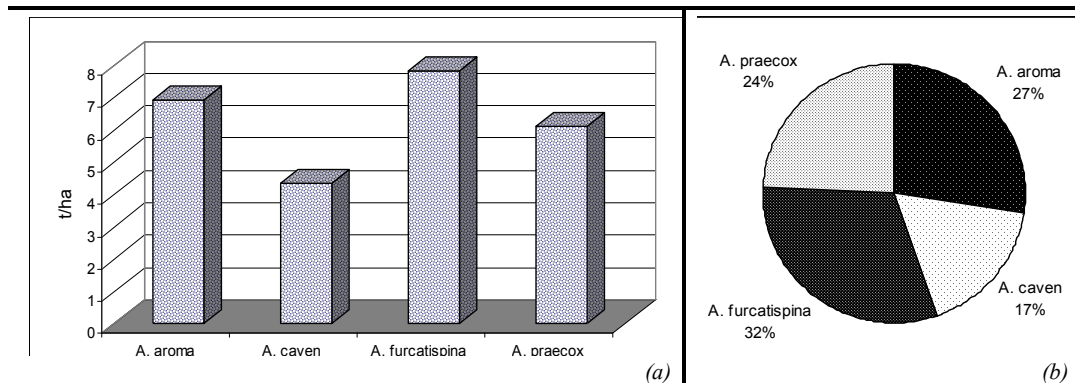 8
7
6
5
4
3
2
1
0
t/ha
A. aroma
A. caven
A. furcatispina
A. praecox
(a)
A. praecox
24%
A. aroma
27%
A. caven
17%
A. furcatispina
32%
(b)